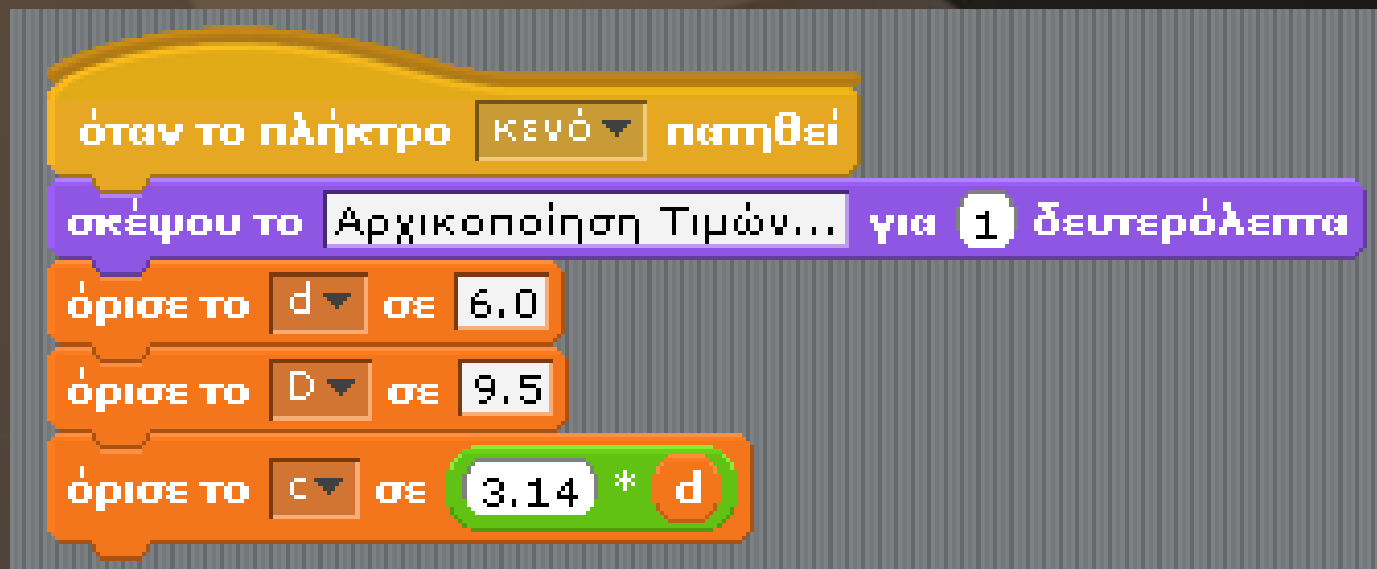 όταν το πλήκτρο κενό πατηθεί
σκέψου το Αρχικοποίηση Τιμών... για 1 δευτερόλεπτα
όρισε το d σε 6.0
όρισε το D σε 9.5
όρισε το c σε 3.14 * d